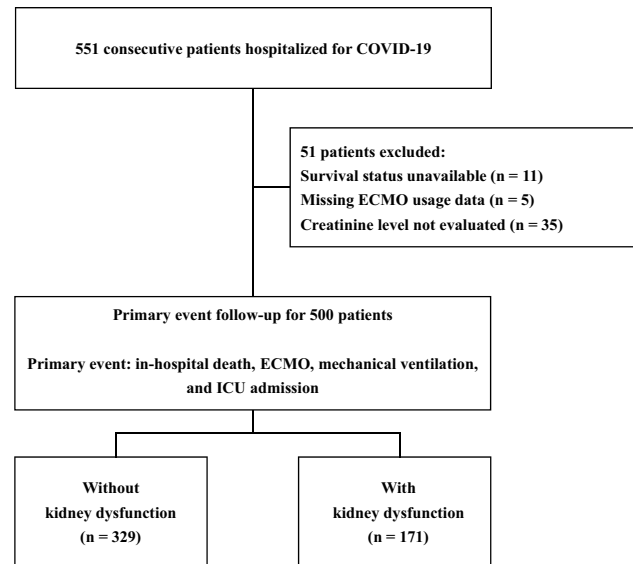 551 consecutive patients hospitalized for COVID-19
51 patients excluded:
Survival status unavailable (n = 11)
Missing ECMO usage data (n = 5)
Creatinine level not evaluated (n = 35)
Primary event follow-up for 500 patients
Primary event: in-hospital death, ECMO, mechanical ventilation,
and ICU admission
Without
kidney dysfunction
(n = 329)
With
kidney dysfunction
(n = 171)